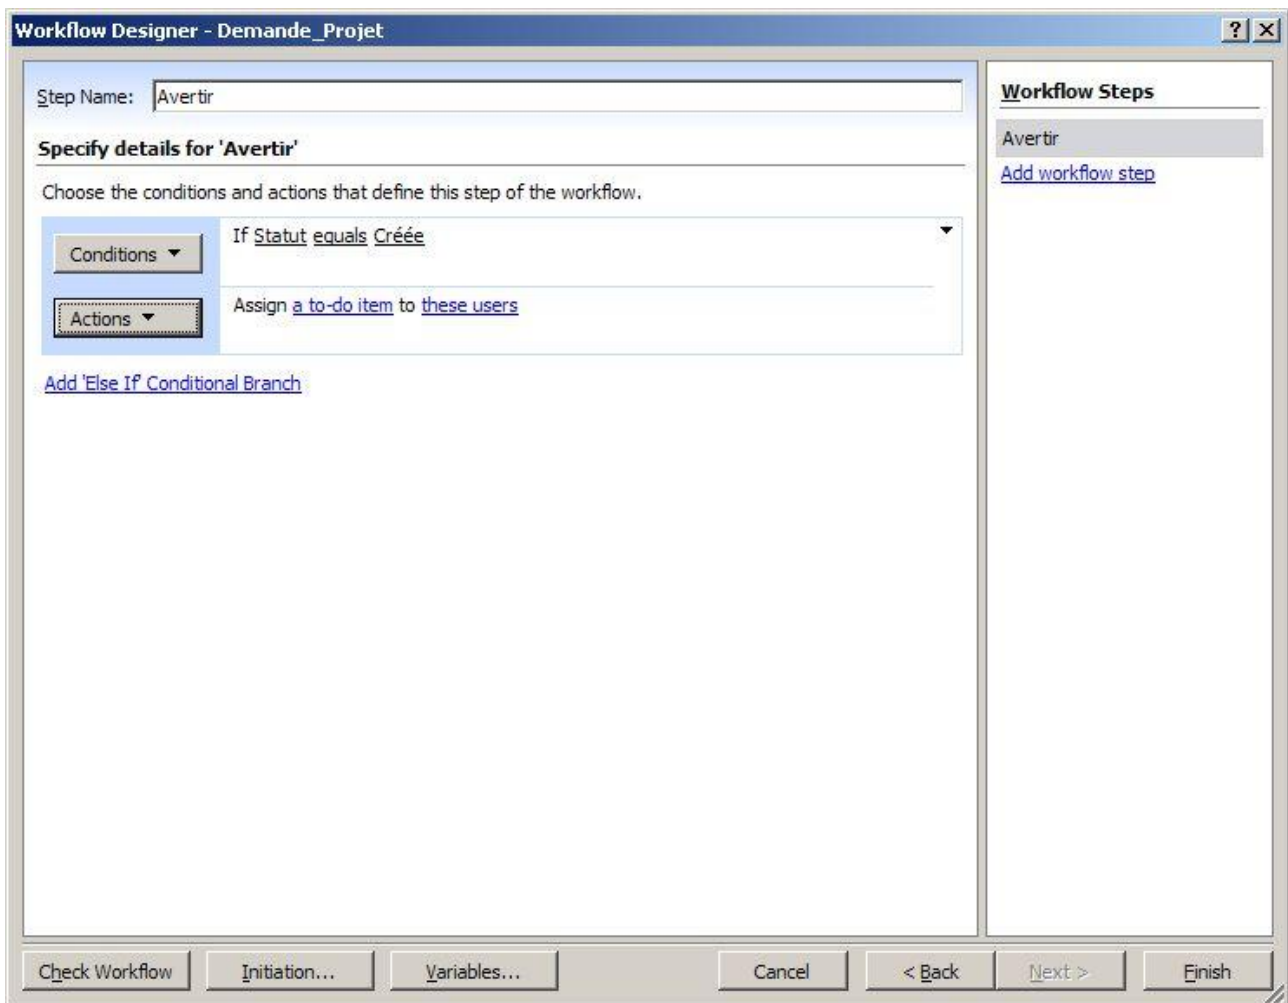 Workflow Designer - Demande_Projet
Step Name: Avertir
Specify details for 'Avertir'
Choose the conditions and actions that define this step of the workflow.
Conditions
If Statut equals Créée
Actions
Assign a to-do item to these users
Add 'Else If' Conditional Branch
Workflow Steps
Avertir
Add workflow step
Check Workflow
Initiation...
Variables...
Cancel
< Back
Next >
Finish